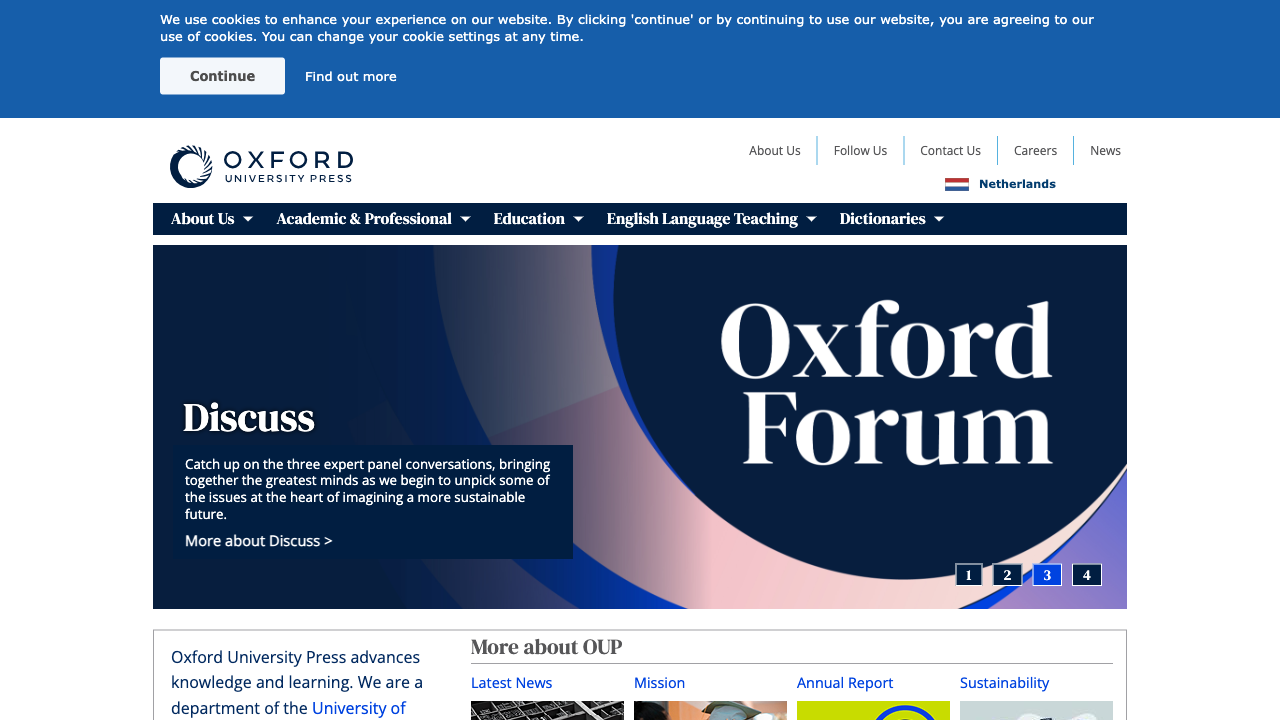 We use cookies to enhance your experience on our website. By clicking 'continue' or by continuing to use our website, you are agreeing to our
use of cookies. You can change your cookie settings at any time.
Continue
Find out more
OXFORD
UNIVERSITY PRESS
About Us
Follow Us
Contact Us
Careers
News
Netherlands
About Us
Academic & Professional
Education
English Language Teaching
Dictionaries
Oxford
Forum
Discuss
Catch up on the three expert panel conversations, bringing
together the greatest minds as we begin to unpick some of
the issues at the heart of imagining a more sustainable
future.
More about Discuss >
1
2
3
4
Oxford University Press advances
knowledge and learning. We are a
department of the University of
More about OUP
Latest News
Mission
Annual Report
Sustainability